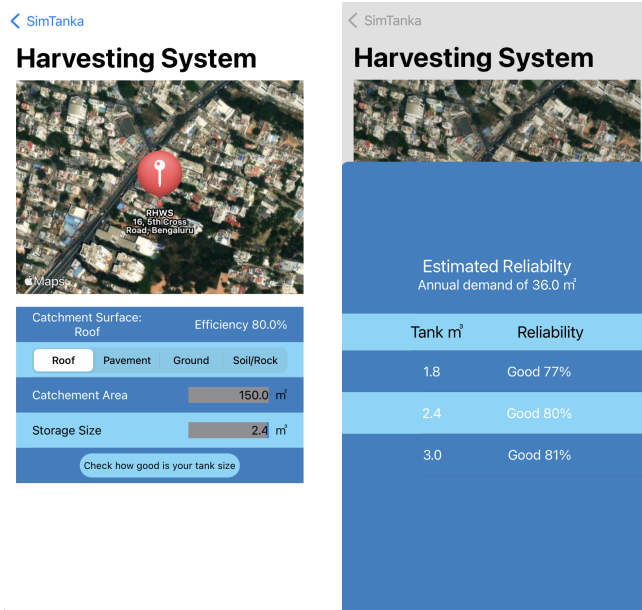 SimTanka
Harvesting System
RHWS
16, 5th Cross
Road, Bengaluru
Maps
Catchment Surface:
Roof
Efficiency 80.0%
Roof Pavement Ground Soil/Rock
Catchement Area 150.0 m²
Storage Size 2.4 m³
Check how good is your tank size
SimTanka
Harvesting System
Estimated Reliabilty
Annual demand of 36.0 m³
Tank m³ Reliability
1.8 Good 77%
2.4 Good 80%
3.0 Good 81%